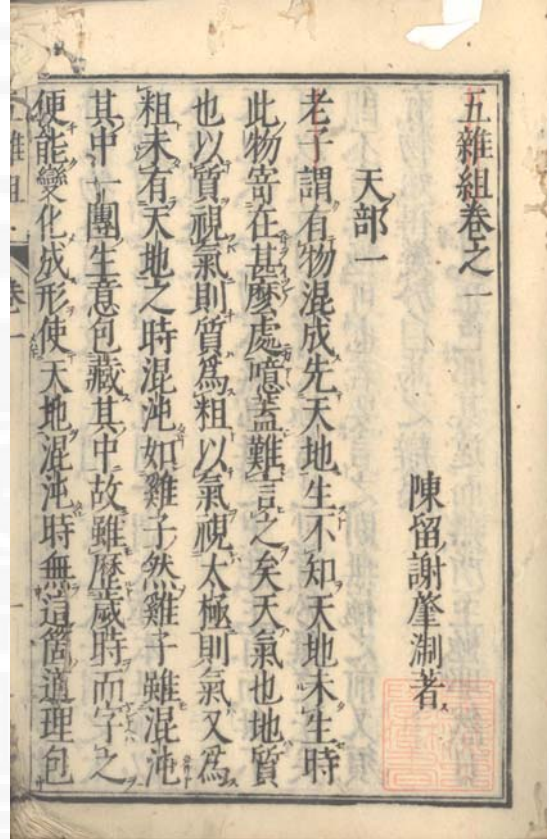 五雜組卷之一
陳留謝肇淛著
天部一
老子謂有物混成先天地生不知天地未生時
此物寄在甚麼處噫蓋難言之矣天氣也地質
也以質視氣則質爲粗以氣視太極則氣又爲
粗未有天地之時混沌如雞子然雞子雖混沌
其中一團生意包藏其中故雖歷歲時而字之
便能變化成形使天地混沌時無這箇道理包